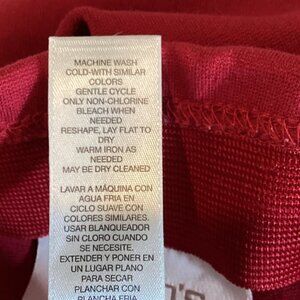 MACHINE WASH
COLD-WITH SIMILAR
COLORS
GENTLE CYCLE
ONLY NON-CHLORINE
BLEACH WHEN
NEEDED
RESHAPE, LAY FLAT TO
DRY
WARM IRON AS
NEEDED
MAY BE DRY CLEANED
LAVAR A MÁQUINA CON
AGUA FRIA EN
CICLO SUAVE CON
COLORES SIMILARES.
USAR BLANQUEADOR
SIN CLORO CUANDO
SE NECESITE.
EXTENDER Y PONER EN
UN LUGAR PLANO
PARA SECAR
PLANCHAR CON
PLANCHA FRIA